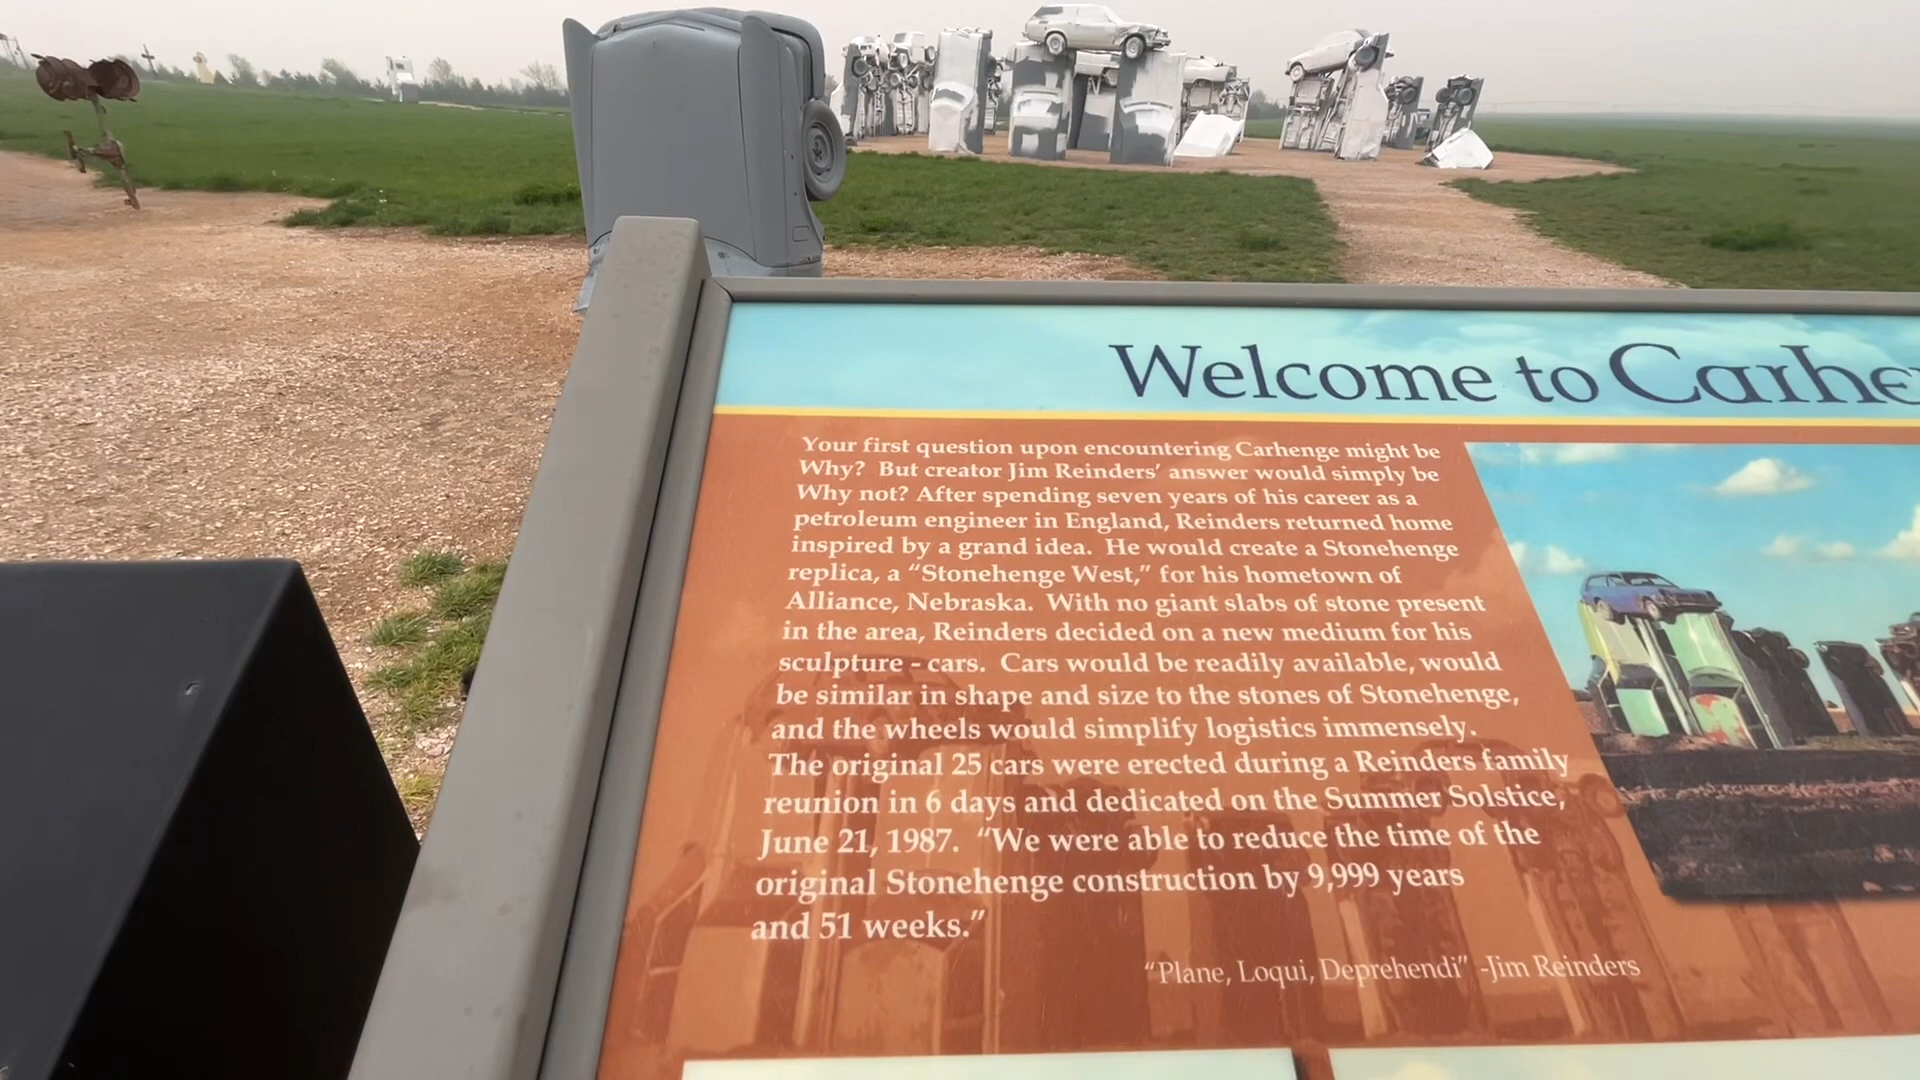 Welcome to Carhe
Your first question upon encountering Carhenge might be
Why? But creator Jim Reinders' answer would simply be
Why not? After spending seven years of his career as a
petroleum engineer in England, Reinders returned home
inspired by a grand idea. He would create a Stonehenge
replica, a “Stonehenge West,” for his hometown of
Alliance, Nebraska. With no giant slabs of stone present
in the area, Reinders decided on a new medium for his
sculpture - cars. Cars would be readily available, would
be similar in shape and size to the stones of Stonehenge,
and the wheels would simplify logistics immensely.
The original 25 cars were erected during a Reinders family
reunion in 6 days and dedicated on the Summer Solstice,
June 21, 1987. “We were able to reduce the time of the
original Stonehenge construction by 9,999 years
and 51 weeks.”
“Plane, Loqui, Deprehendi” -Jim Reinders